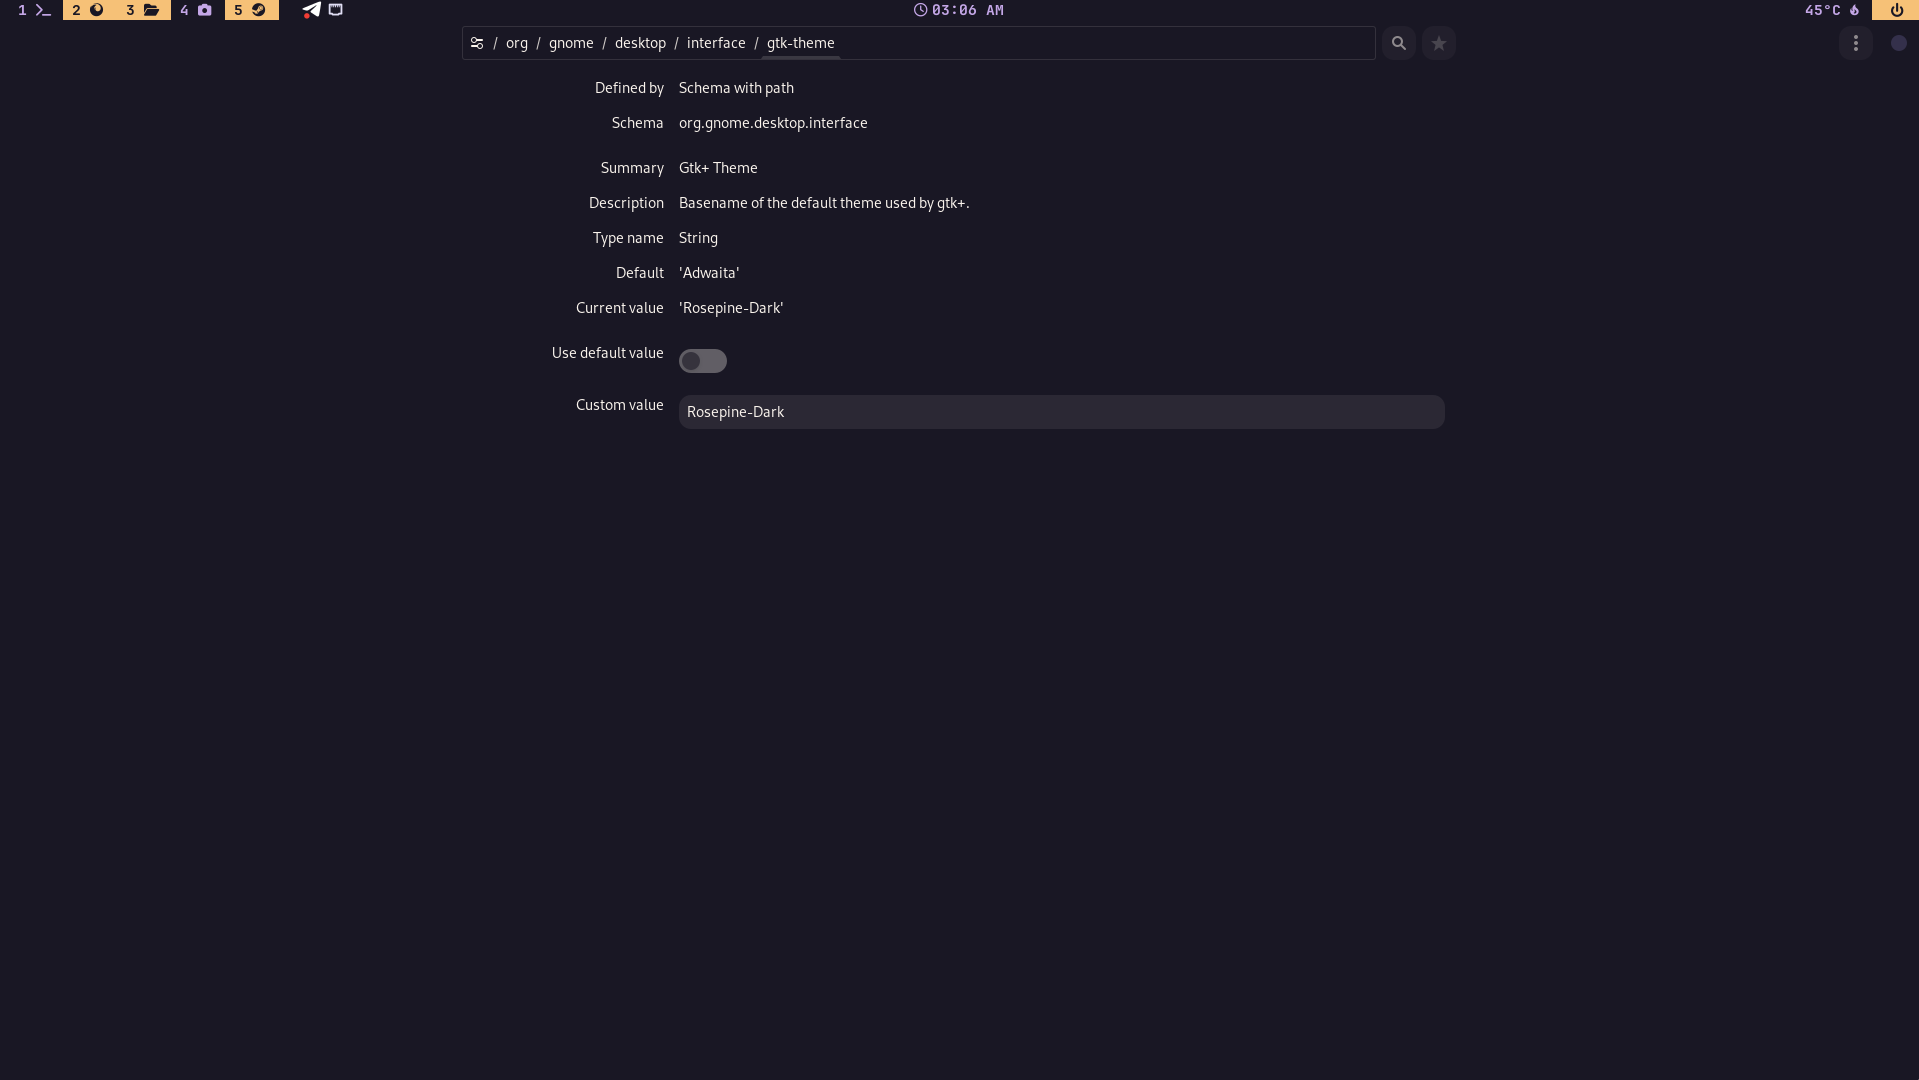 1 2 3 4 5 03:06 AM 45°C
/ org / gnome / desktop / interface / gtk-theme
Defined by Schema with path
Schema org.gnome.desktop.interface
Summary Gtk+ Theme
Description Basename of the default theme used by gtk+.
Type name String
Default 'Adwaita'
Current value 'Rosepine-Dark'
Use default value
Custom value Rosepine-Dark